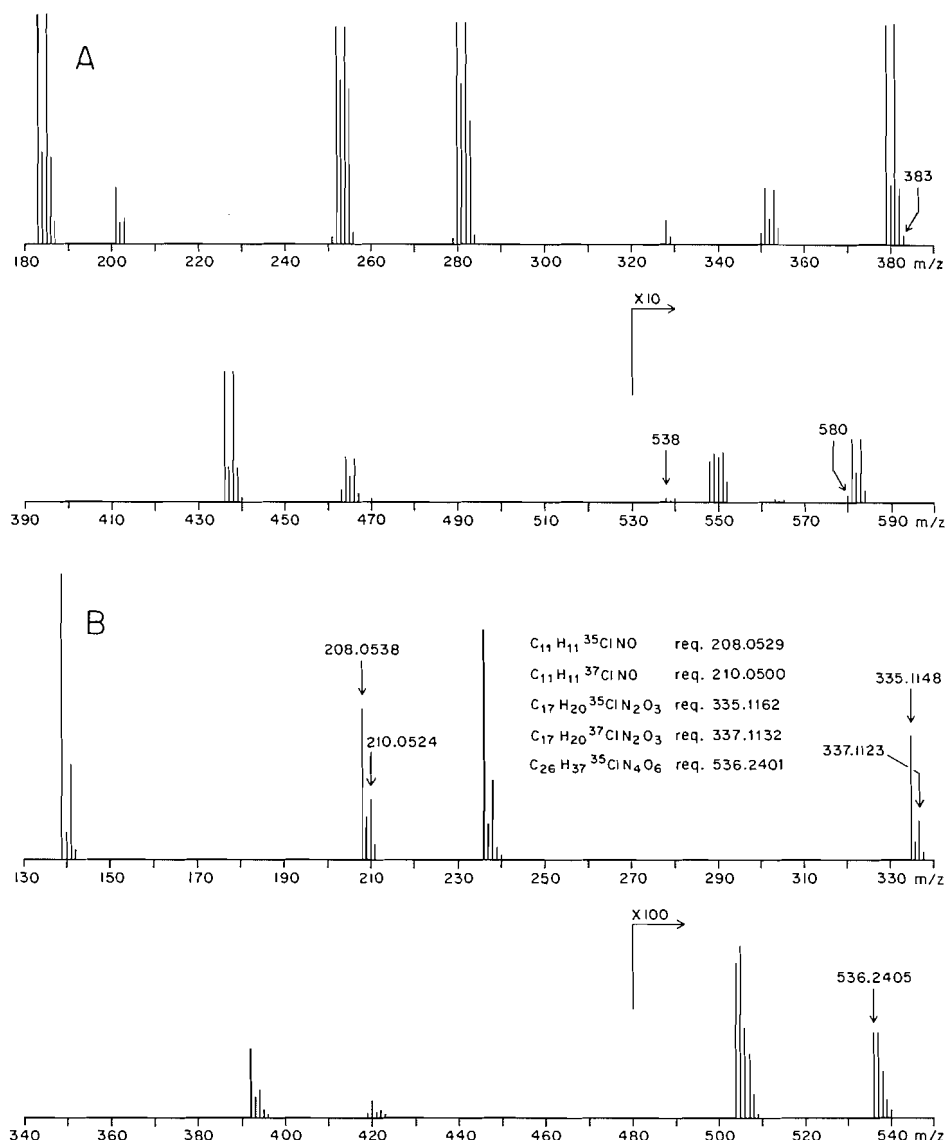 A
383
180 200 220 240 260 280 300 320 340 360 380 m/z
X10
538
580
390 410 430 450 470 490 510 530 550 570 590
B
C11 H11 35Cl NO req. 208.0529
208.0538
335.1148
C11 H11 37Cl NO req. 210.0500
C17 H20 35Cl N2 O3 req. 335.1162
210.0524
C17 H20 37Cl N2 O3 req. 337.1132
337.1123
C26 H37 35Cl N4 O6 req. 536.2401
130 150 170 190 210 230 250 270 290 310 330 m/z
X100
536.2405
340 360 380 400 420 440 460 480 500 520 540